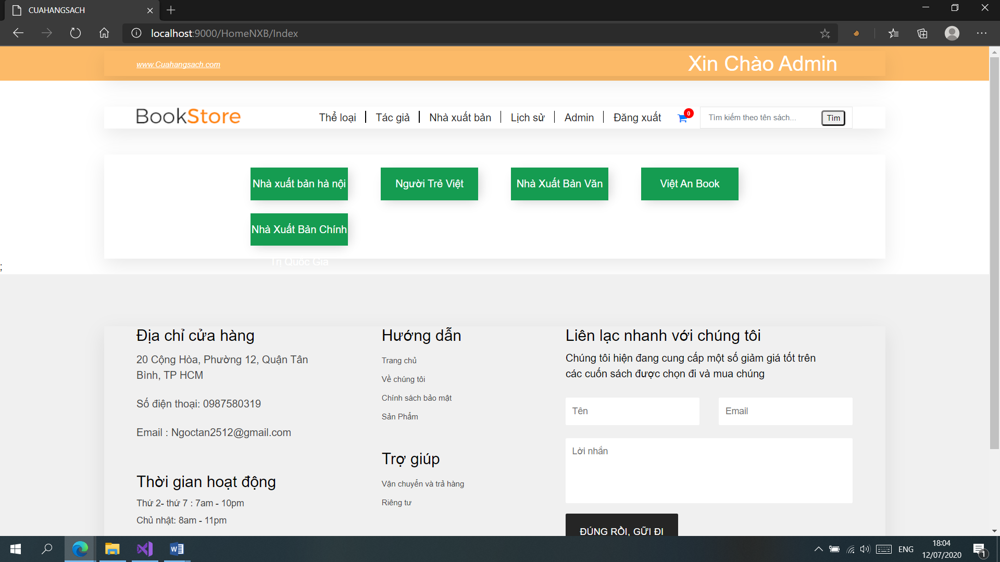 CUAHANGSACH
localhost:9000/HomeNXB/Index
www.Cuahangsach.com
Xin Chào Admin
BookStore
Thể loại
Tác giả
Nhà xuất bản
Lịch sử
Admin
Đăng xuất
0
Tìm kiếm theo tên sách...
Tìm
Nhà xuất bản hà nội
Người Trẻ Việt
Nhà Xuất Bản Văn
Việt An Book
Nhà Xuất Bản Chính
Trị Quốc Gia
;
Địa chỉ cửa hàng
20 Cộng Hòa, Phường 12, Quận Tân
Bình, TP HCM
Số điện thoại: 0987580319
Email : Ngoctan2512@gmail.com
Thời gian hoạt động
Thứ 2- thứ 7 : 7am - 10pm
Chủ nhật: 8am - 11pm
Hướng dẫn
Trang chủ
Về chúng tôi
Chính sách bảo mật
Sản Phẩm
Trợ giúp
Vận chuyển và trả hàng
Riêng tư
Liên lạc nhanh với chúng tôi
Chúng tôi hiện đang cung cấp một số giảm giá tốt trên
các cuốn sách được chọn đi và mua chúng
Tên
Email
Lời nhắn
ĐÚNG RỒI, GỬI ĐI
ENG
18:04
12/07/2020
1